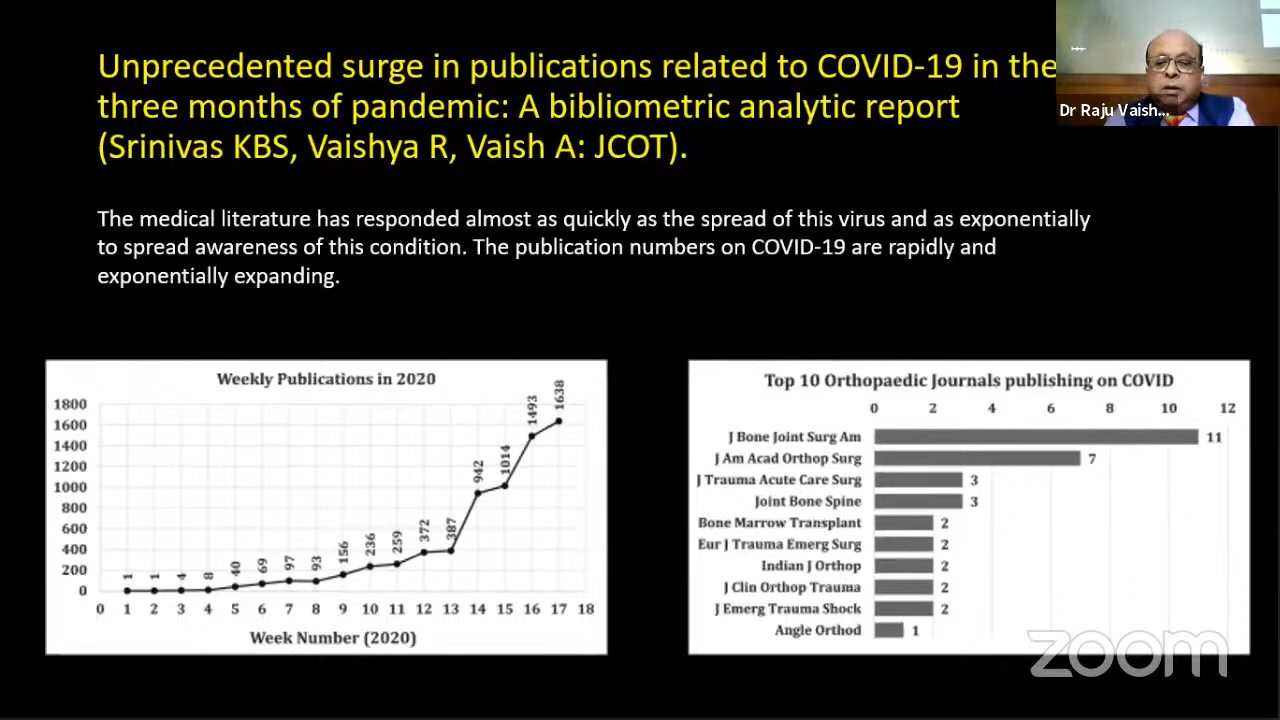 Unprecedented surge in publications related to COVID-19 in the
three months of pandemic: A bibliometric analytic report
(Srinivas KBS, Vaishya R, Vaish A: JCOT).
Dr Raju Vaish...
The medical literature has responded almost as quickly as the spread of this virus and as exponentially
to spread awareness of this condition. The publication numbers on COVID-19 are rapidly and
exponentially expanding.
Weekly Publications in 2020
1800
1600
1400
1200
1000
800
600
400
200
0
1 1 4 8 40 69 97 93 156 236 259 372 387 942 1014 1493 1638
0 1 2 3 4 5 6 7 8 9 10 11 12 13 14 15 16 17 18
Week Number (2020)
Top 10 Orthopaedic Journals publishing on COVID
0 2 4 6 8 10 12
J Bone Joint Surg Am 11
J Am Acad Orthop Surg 7
J Trauma Acute Care Surg 3
Joint Bone Spine 3
Bone Marrow Transplant 2
Eur J Trauma Emerg Surg 2
Indian J Orthop 2
J Clin Orthop Trauma 2
J Emerg Trauma Shock 2
Angle Orthod 1
zoom